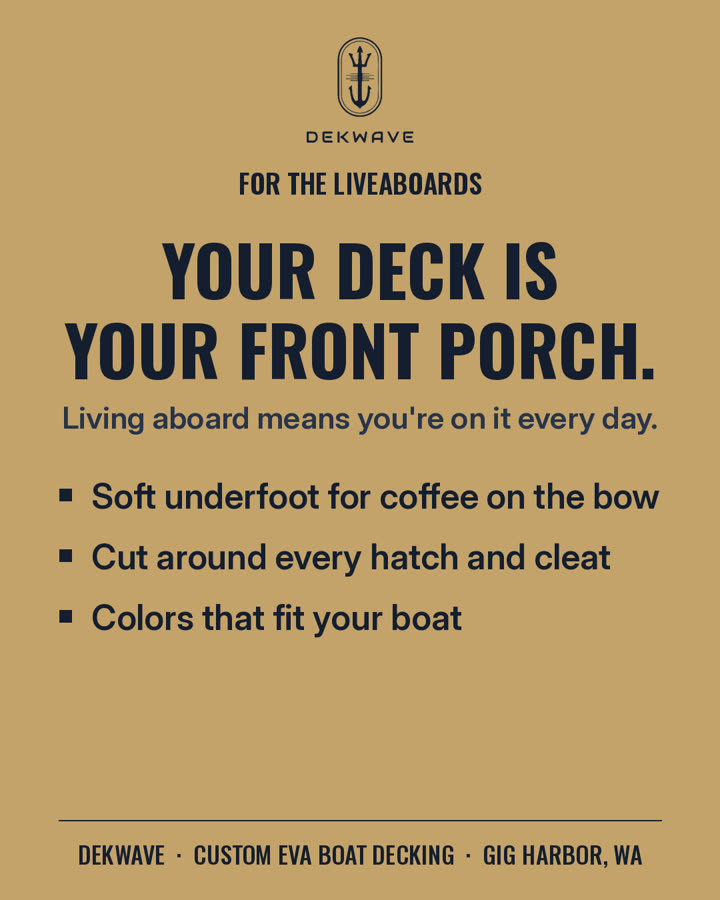 DEKWAVE
FOR THE LIVEABOARDS
YOUR DECK IS
YOUR FRONT PORCH.
Living aboard means you're on it every day.
Soft underfoot for coffee on the bow
Cut around every hatch and cleat
Colors that fit your boat
DEKWAVE · CUSTOM EVA BOAT DECKING · GIG HARBOR, WA